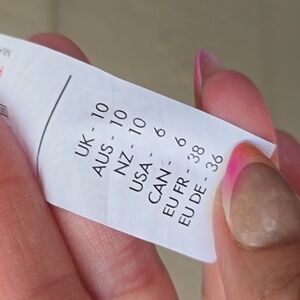 UK - 10
AUS - 10
NZ - 10
USA - 6
CAN - 6
EU FR - 38
EU DE - 36